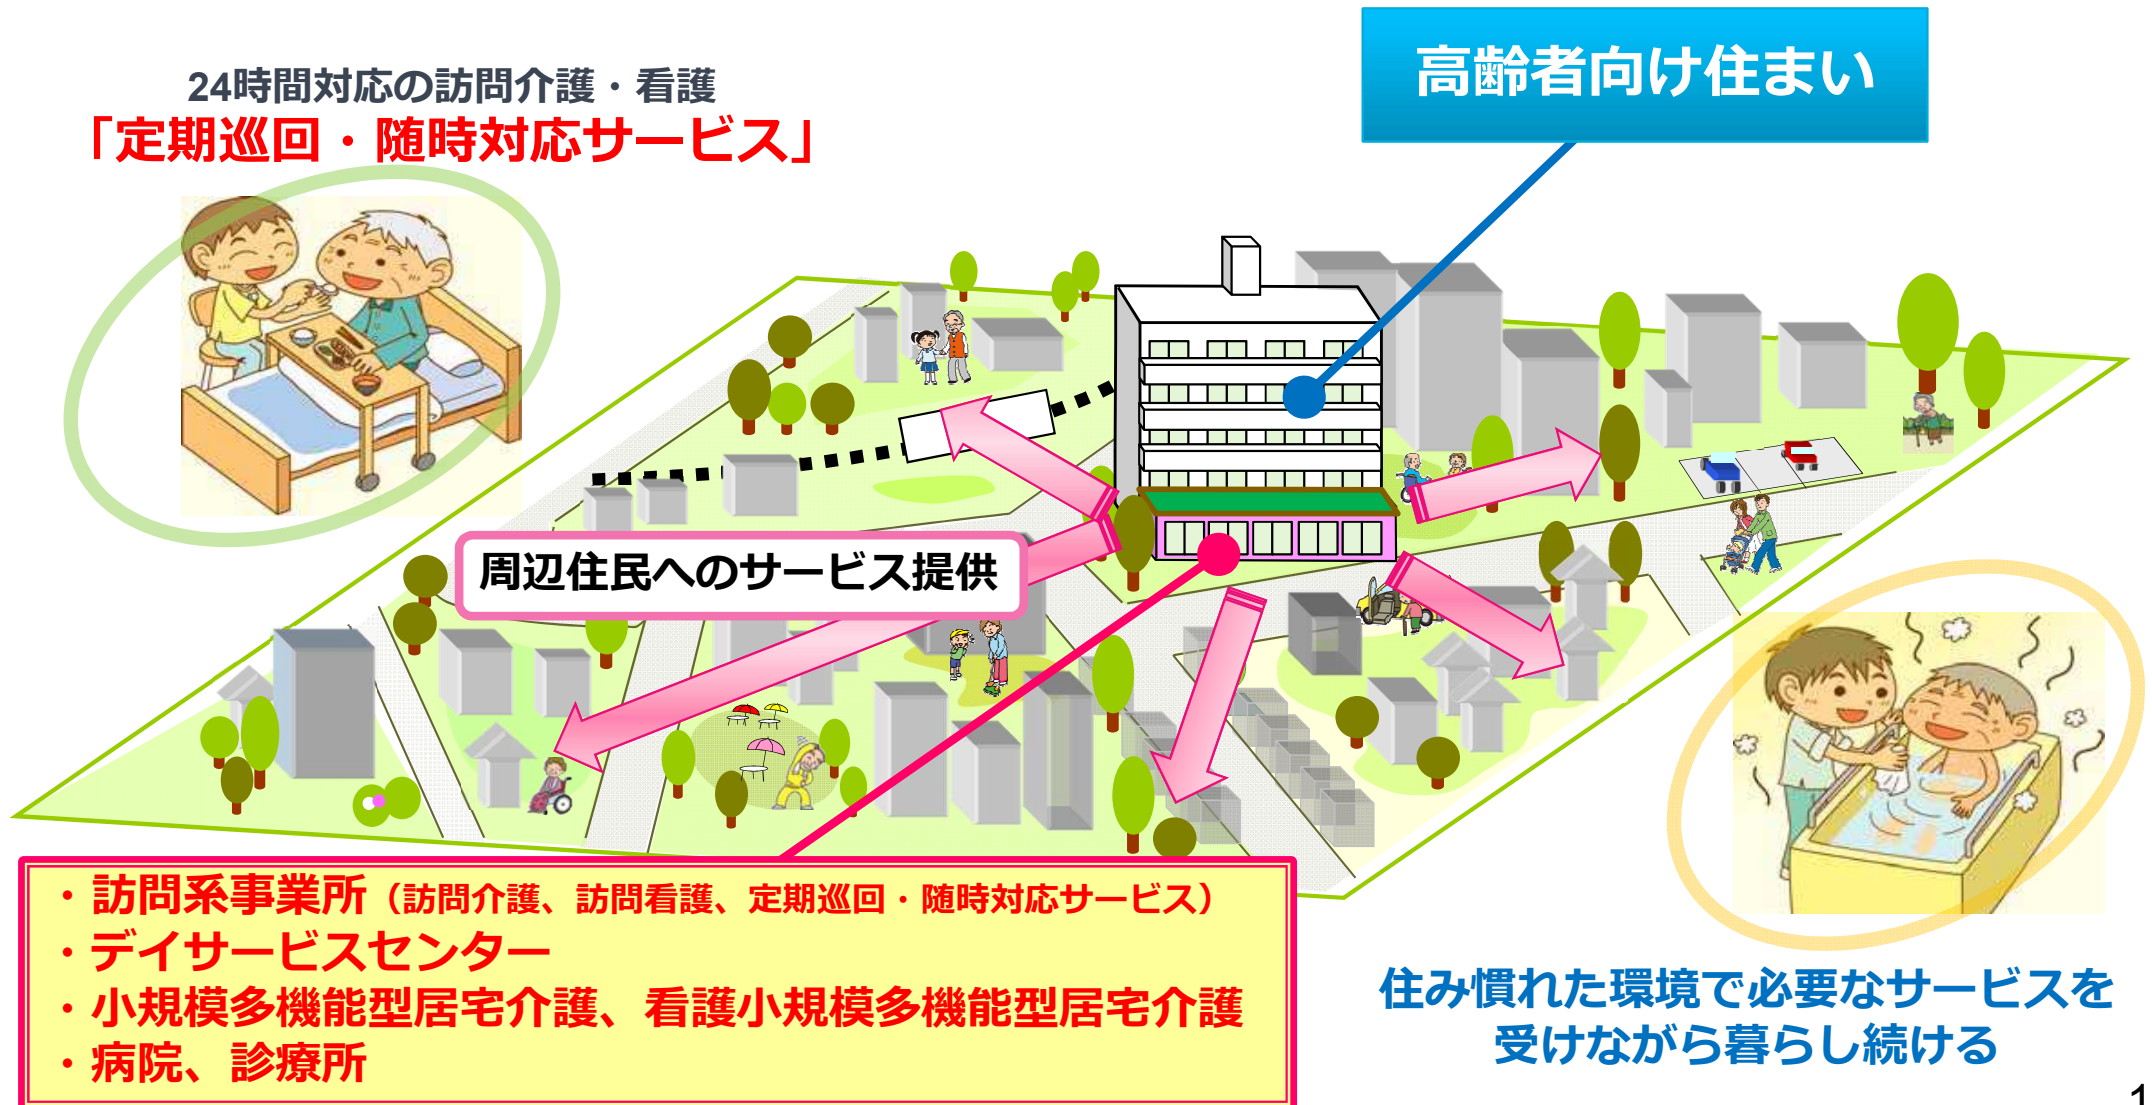 高齢者向け住まい
24時間対応の訪問介護・看護
「定期巡回・随時対応サービス」
周辺住民へのサービス提供
・訪問系事業所（訪問介護、訪問看護、定期巡回・随時対応サービス）
・デイサービスセンター
・小規模多機能型居宅介護、看護小規模多機能型居宅介護
・病院、診療所
住み慣れた環境で必要なサービスを
受けながら暮らし続ける
1